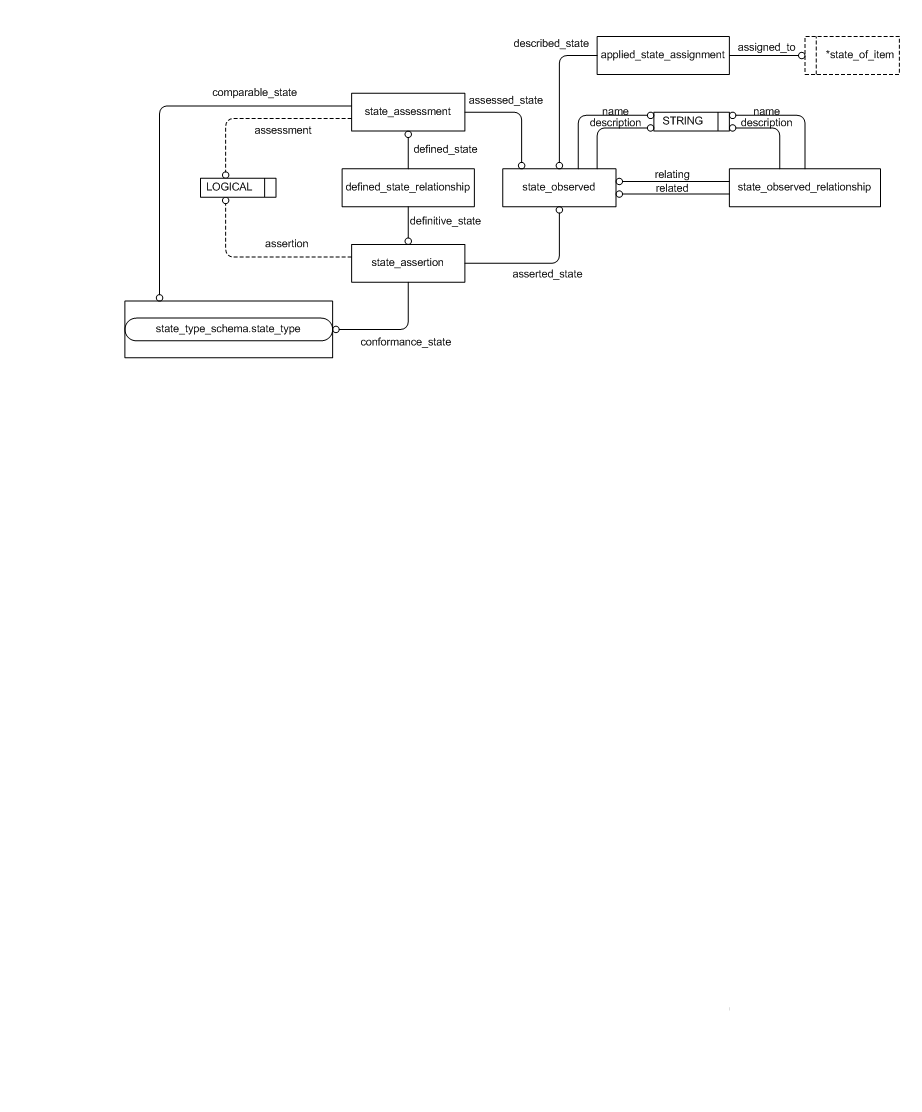 described_state
applied_state_assignment
assigned_to
*state_of_item
comparable_state
state_assessment
assessed_state
assessment
name
description
STRING
name
description
defined_state
LOGICAL
defined_state_relationship
state_observed
relating
related
state_observed_relationship
definitive_state
assertion
state_assertion
asserted_state
state_type_schema.state_type
conformance_state